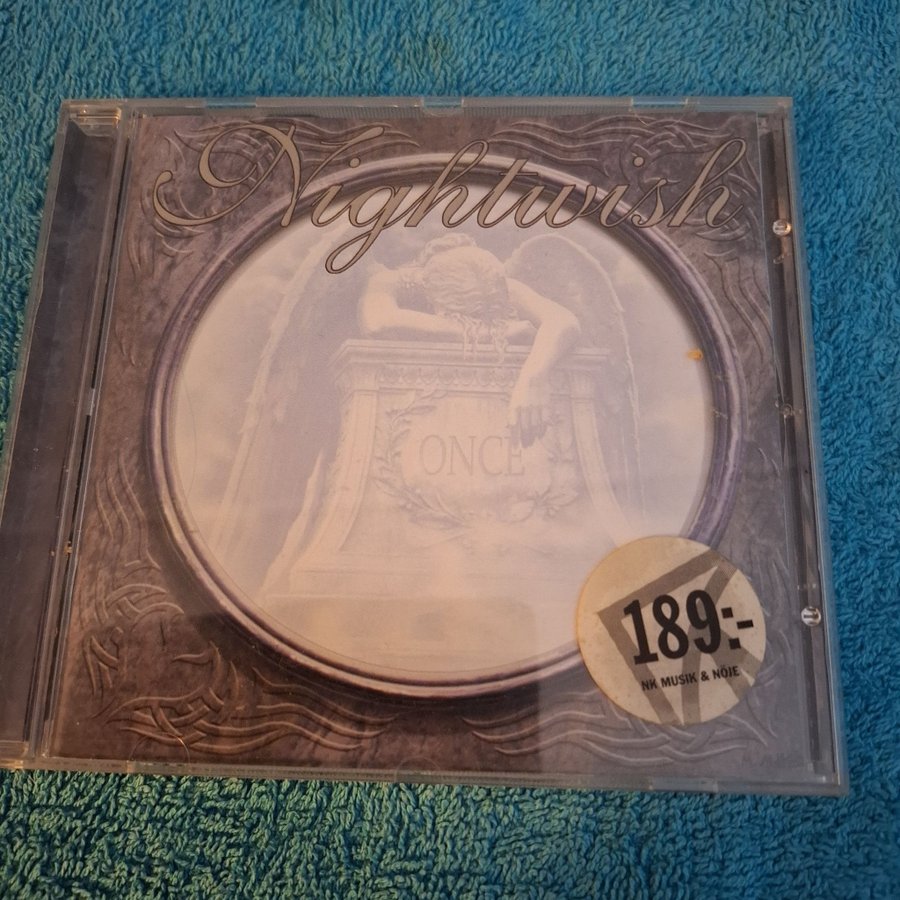 Nightwish
ONCE
189:-
NK MUSIK & NÖJE